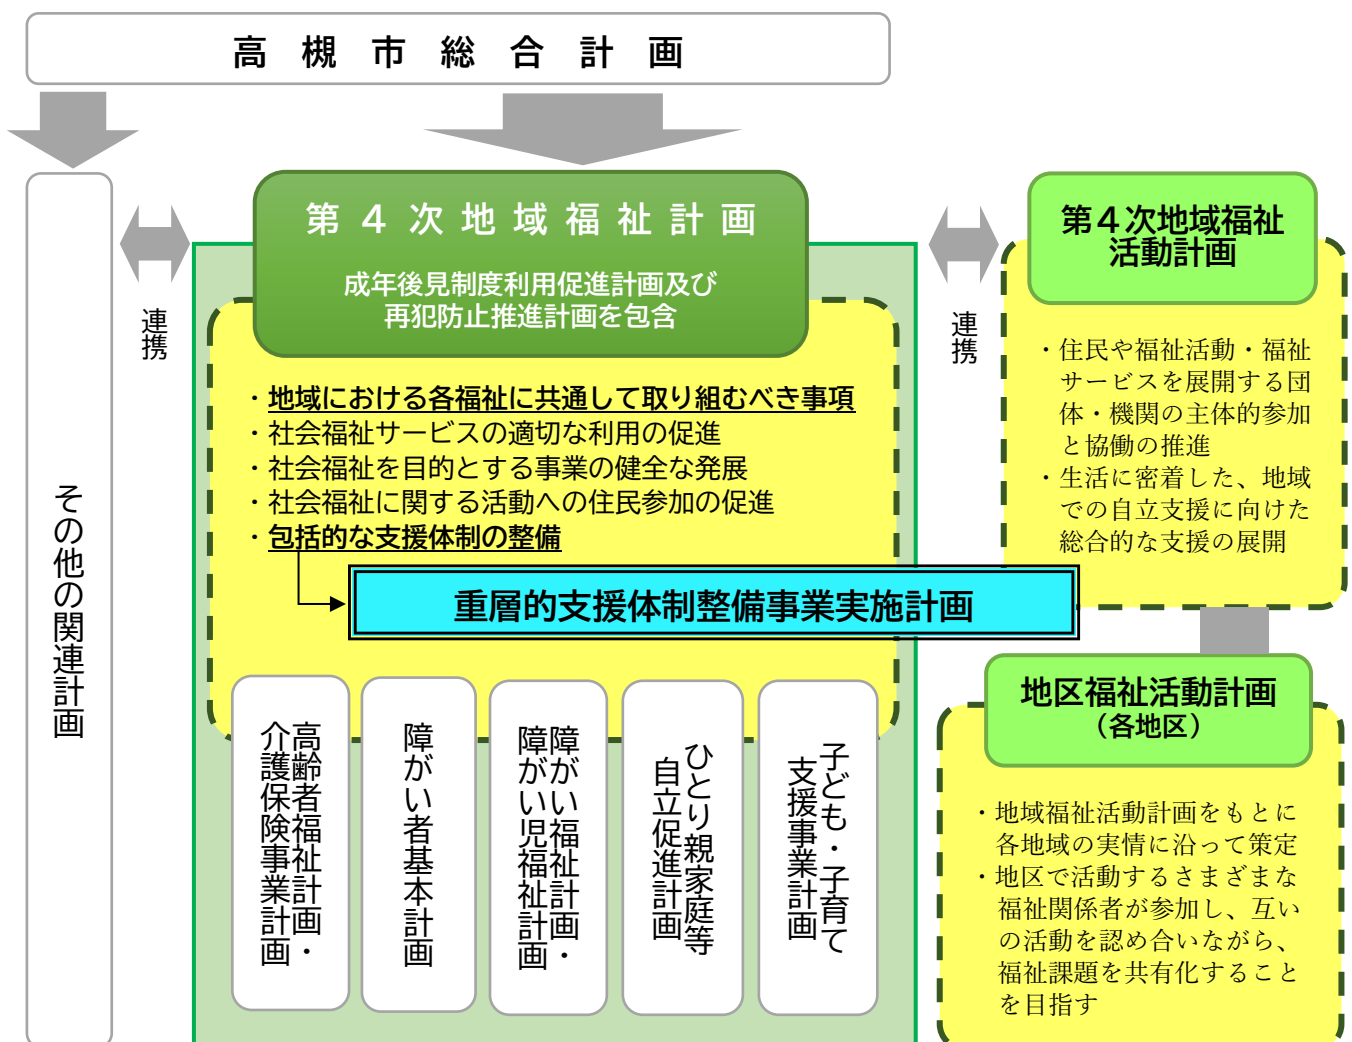 高槻市総合計画
第４次地域福祉計画
成年後見制度利用促進計画及び
再犯防止推進計画を包含
連携
連携
第４次地域福祉
活動計画
・住民や福祉活動・福祉
サービスを展開する団
体・機関の主体的参加
と協働の推進
・生活に密着した、地域
での自立支援に向けた
総合的な支援の展開
・地域における各福祉に共通して取り組むべき事項
・社会福祉サービスの適切な利用の促進
・社会福祉を目的とする事業の健全な発展
・社会福祉に関する活動への住民参加の促進
・包括的な支援体制の整備
重層的支援体制整備事業実施計画
その他の関連計画
高齢者福祉計画・
介護保険事業計画
障がい者基本計画
障がい福祉計画・
障がい児福祉計画
ひとり親家庭等
自立促進計画
子ども・子育て
支援事業計画
地区福祉活動計画
（各地区）
・地域福祉活動計画をもとに
各地域の実情に沿って策定
・地区で活動するさまざまな
福祉関係者が参加し、互い
の活動を認め合いながら、
福祉課題を共有化すること
を目指す